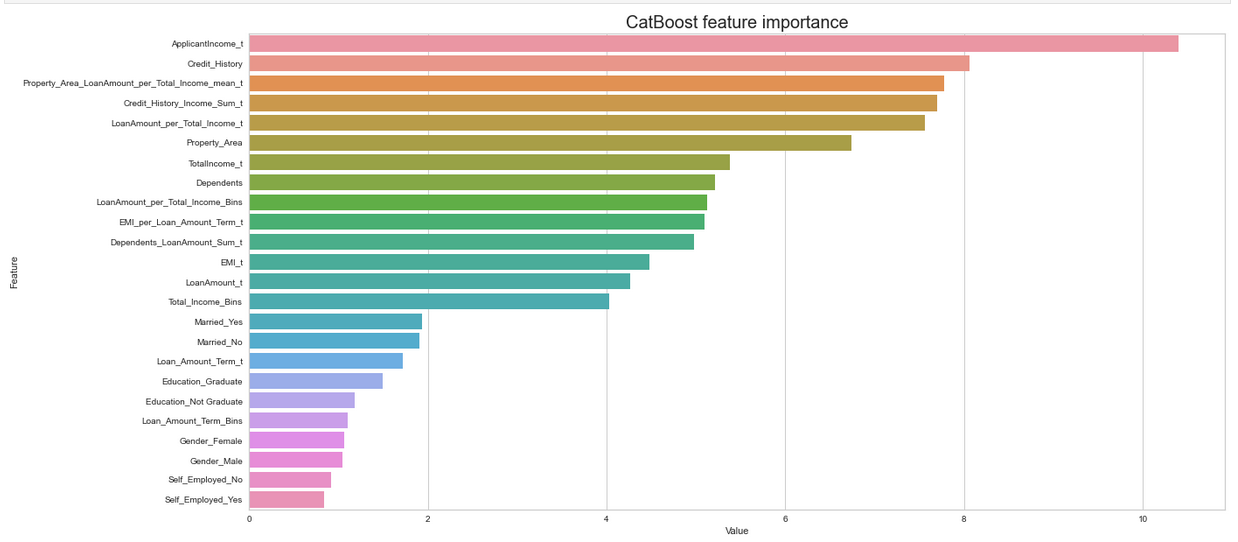 CatBoost feature importance
ApplicantIncome_t
Credit_History
Property_Area_LoanAmount_per_Total_Income_mean_t
Credit_History_Income_Sum_t
LoanAmount_per_Total_Income_t
Property_Area
TotalIncome_t
Dependents
LoanAmount_per_Total_Income_Bins
EMI_per_Loan_Amount_Term_t
Dependents_LoanAmount_Sum_t
EMI_t
LoanAmount_t
Total_Income_Bins
Married_Yes
Married_No
Loan_Amount_Term_t
Education_Graduate
Education_Not Graduate
Loan_Amount_Term_Bins
Gender_Female
Gender_Male
Self_Employed_No
Self_Employed_Yes
Feature
0 2 4 6 8 10
Value